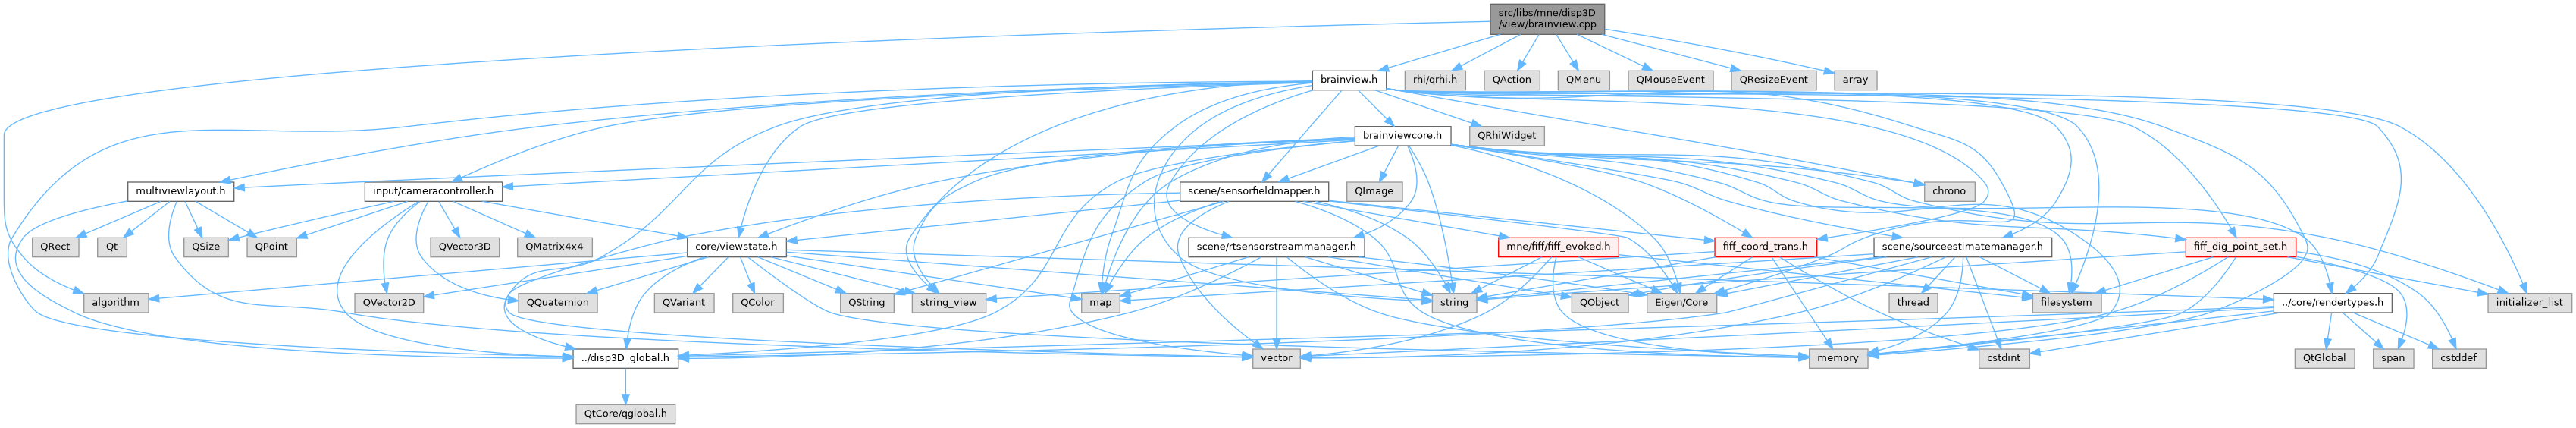 src/libs/mne/disp3D
/view/brainview.cpp
brainview.h
rhi/qrhi.h
QAction
QMenu
QMouseEvent
QResizeEvent
array
brainviewcore.h
QRhiWidget
multiviewlayout.h
input/cameracontroller.h
QImage
scene/sensorfieldmapper.h
chrono
QRect
Qt
QSize
QPoint
QVector3D
QMatrix4x4
core/viewstate.h
scene/rtsensorstreammanager.h
mne/fiff/fiff_evoked.h
fiff_coord_trans.h
scene/sourceestimatemanager.h
fiff_dig_point_set.h
algorithm
QVector2D
QQuaternion
QVariant
QColor
QString
string_view
map
string
QObject
Eigen/Core
thread
filesystem
../core/rendertypes.h
initializer_list
../disp3D_global.h
vector
memory
cstdint
QtGlobal
span
cstddef
QtCore/qglobal.h